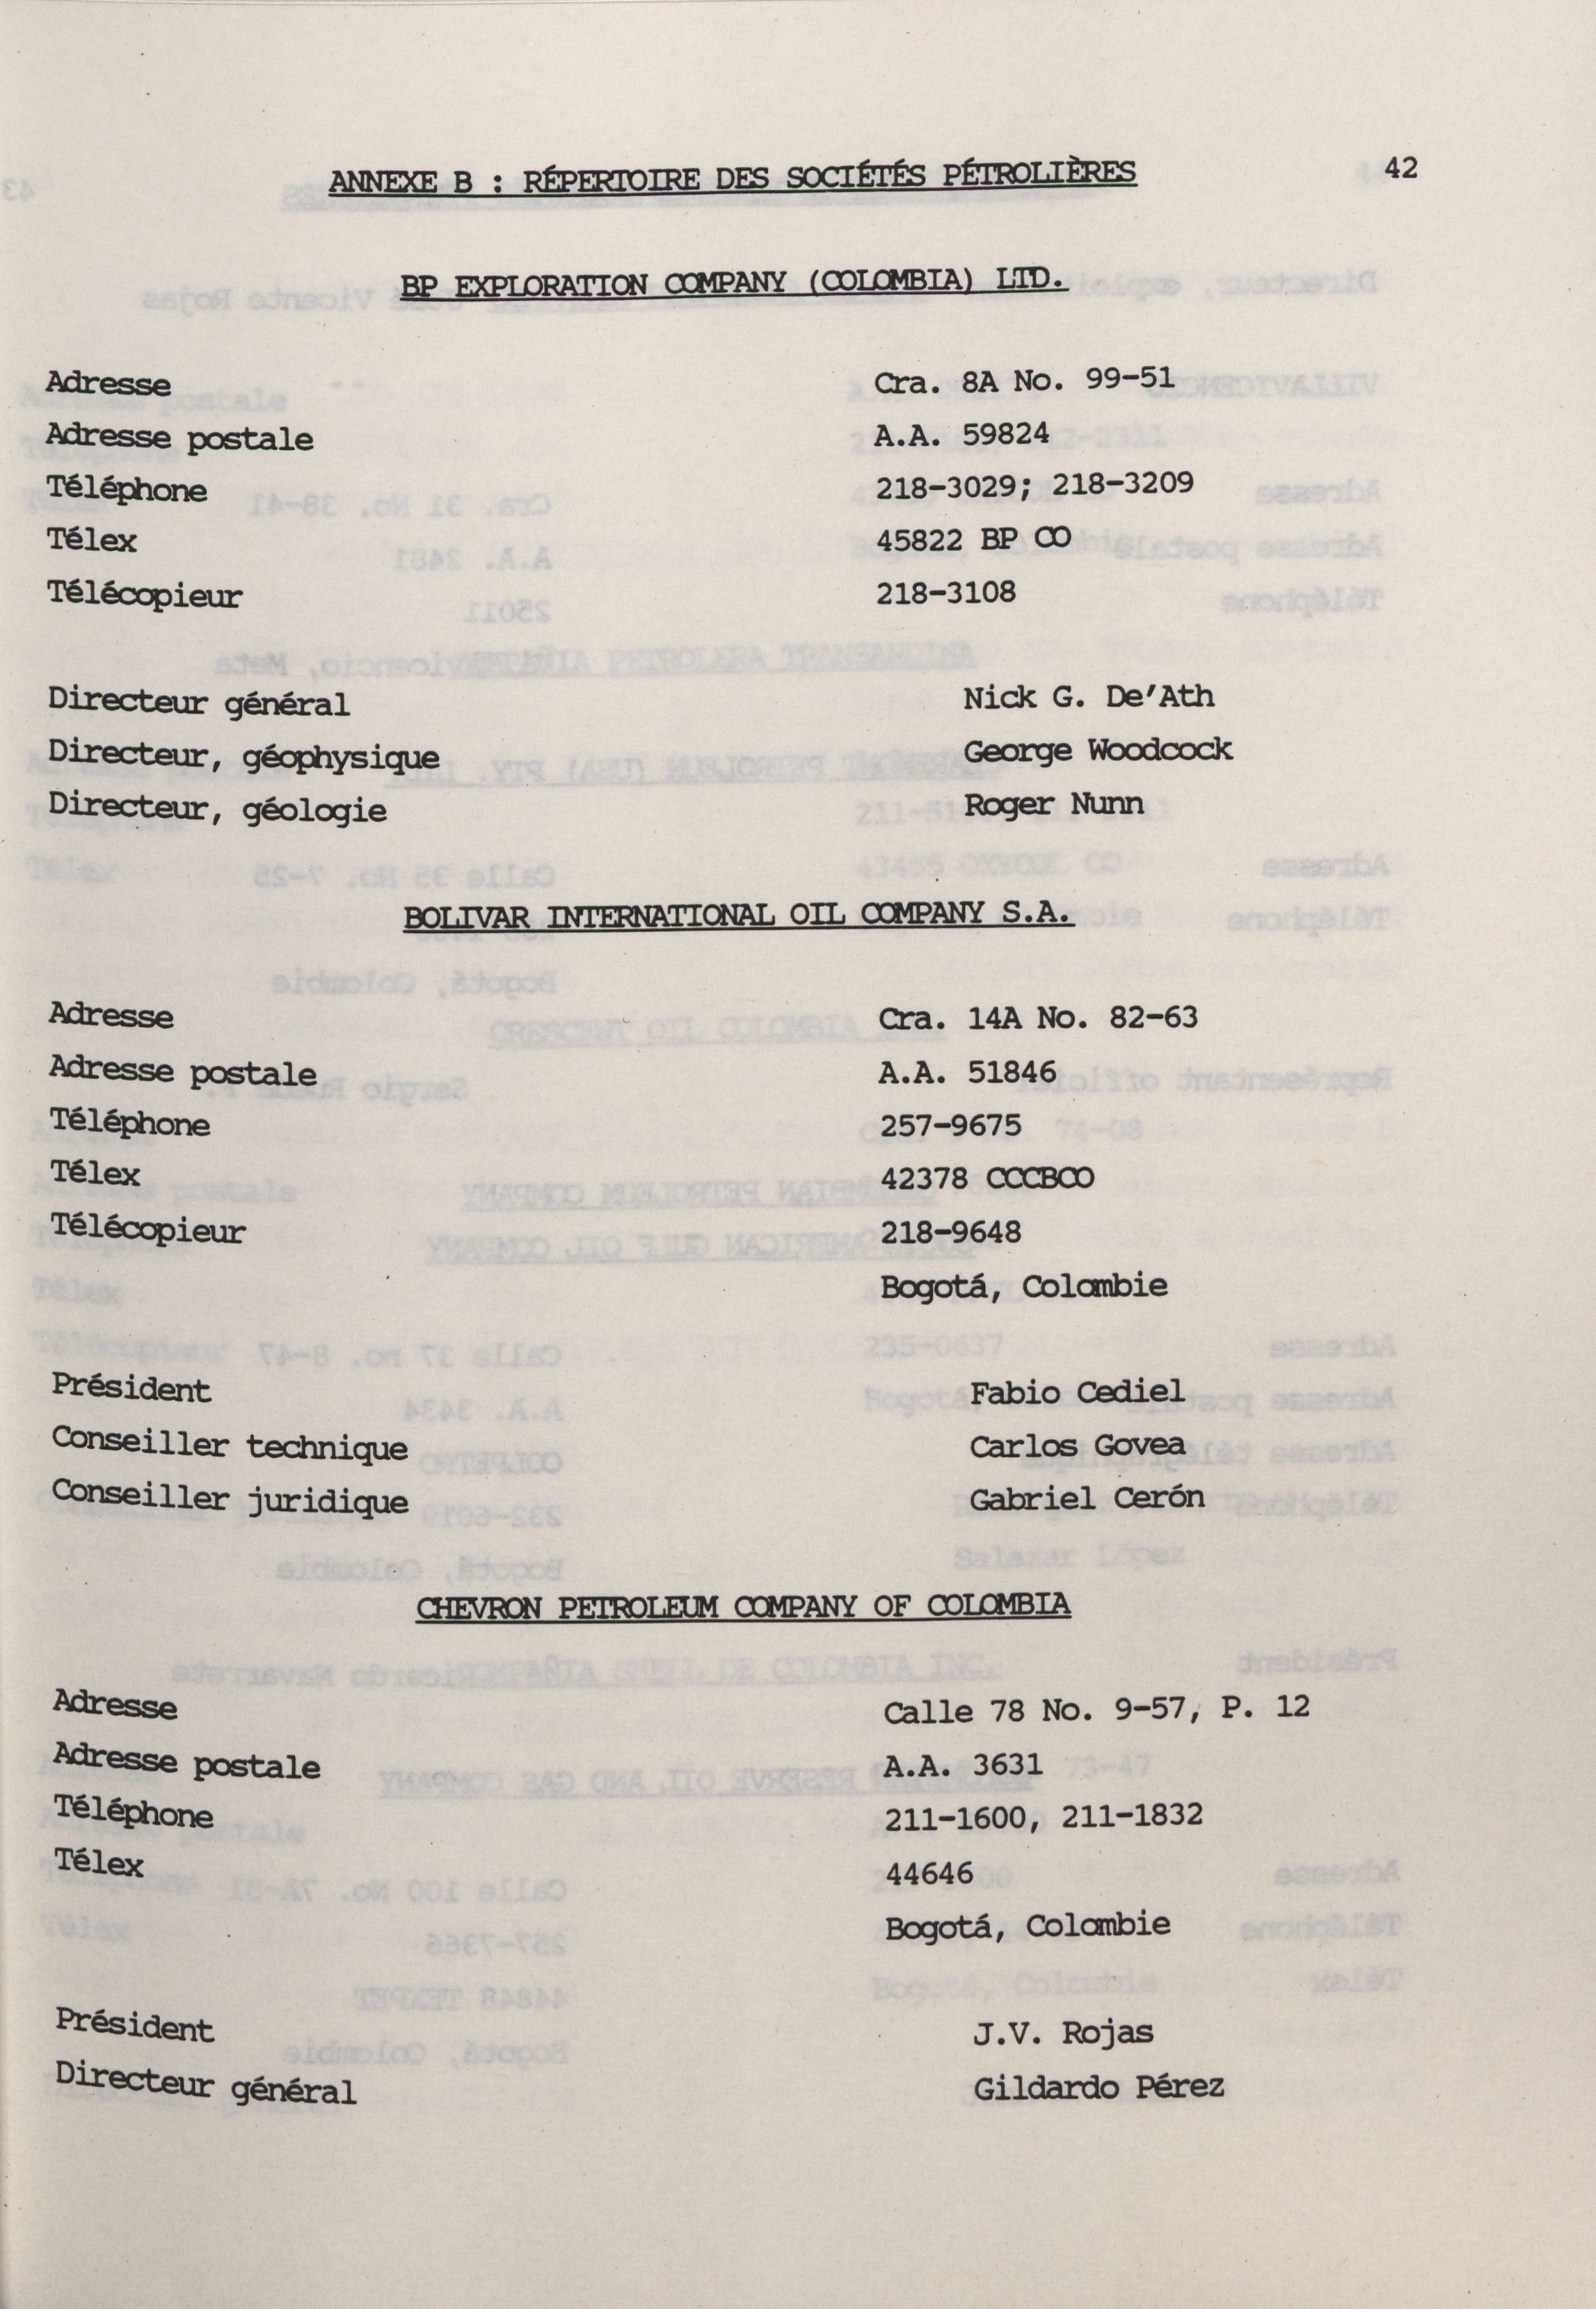 ANNEXE B : RÉPERTOIRE DES SOCIÉTÉS PÉTROLIÈRES 42
BP EXPLORATION COMPANY (COLOMBIA) LTD.
Adresse Cra. 8A No. 99-51
Adresse postale A.A. 59824
Téléphone 218-3029; 218-3209
Télex 45822 BP CO
Télécopieur 218-3108
Directeur général Nick G. De'Ath
Directeur, géophysique George Woodcock
Directeur, géologie Roger Nunn
BOLIVAR INTERNATIONAL OIL COMPANY S.A.
Adresse Cra. 14A No. 82-63
Adresse postale A.A. 51846
Téléphone 257-9675
Télex 42378 CCCBCO
Télécopieur 218-9648
Bogotá, Colombie
Président Fabio Cediel
Conseiller technique Carlos Govea
Conseiller juridique Gabriel Cerón
CHEVRON PETROLEUM COMPANY OF COLOMBIA
Adresse Calle 78 No. 9-57, P. 12
Adresse postale A.A. 3631
Téléphone 211-1600, 211-1832
Télex 44646
Bogotá, Colombie
Président J.V. Rojas
Directeur général Gildardo Pérez